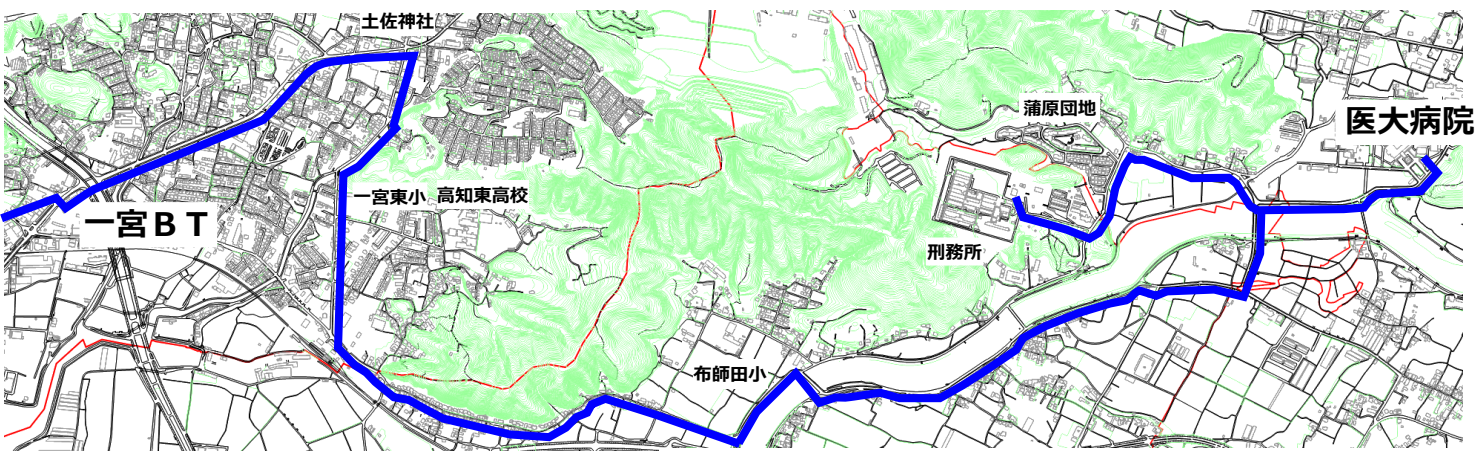 土佐神社
蒲原団地
医大病院
一宮東小
高知東高校
一宮ＢＴ
刑務所
布師田小